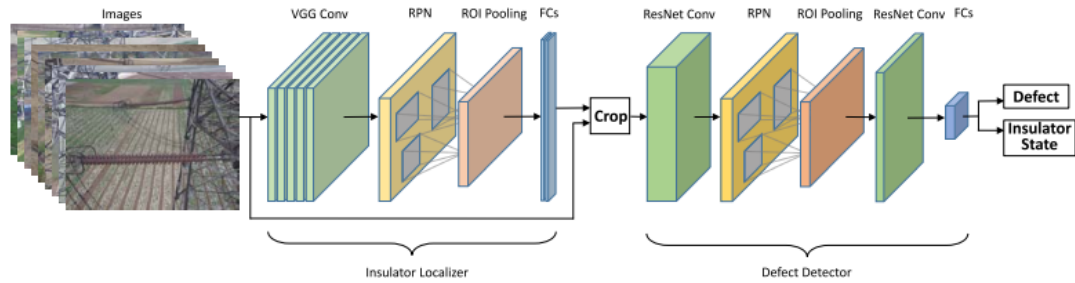 Images
VGG Conv
RPN
ROI Pooling
FCs
ResNet Conv
RPN
ROI Pooling
ResNet Conv
FCs
Crop
Defect
Insulator
State
Insulator Localizer
Defect Detector